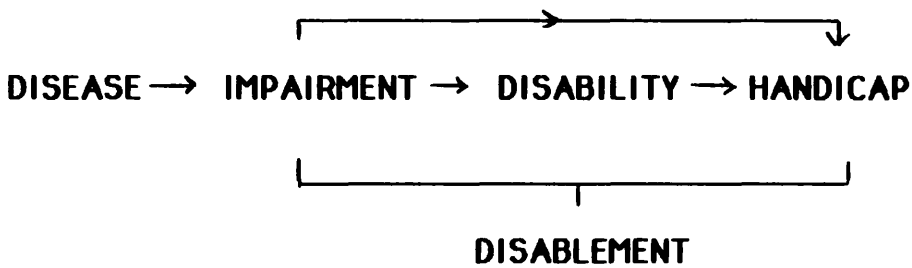 DISEASE → IMPAIRMENT → DISABILITY → HANDICAP
DISABLEMENT